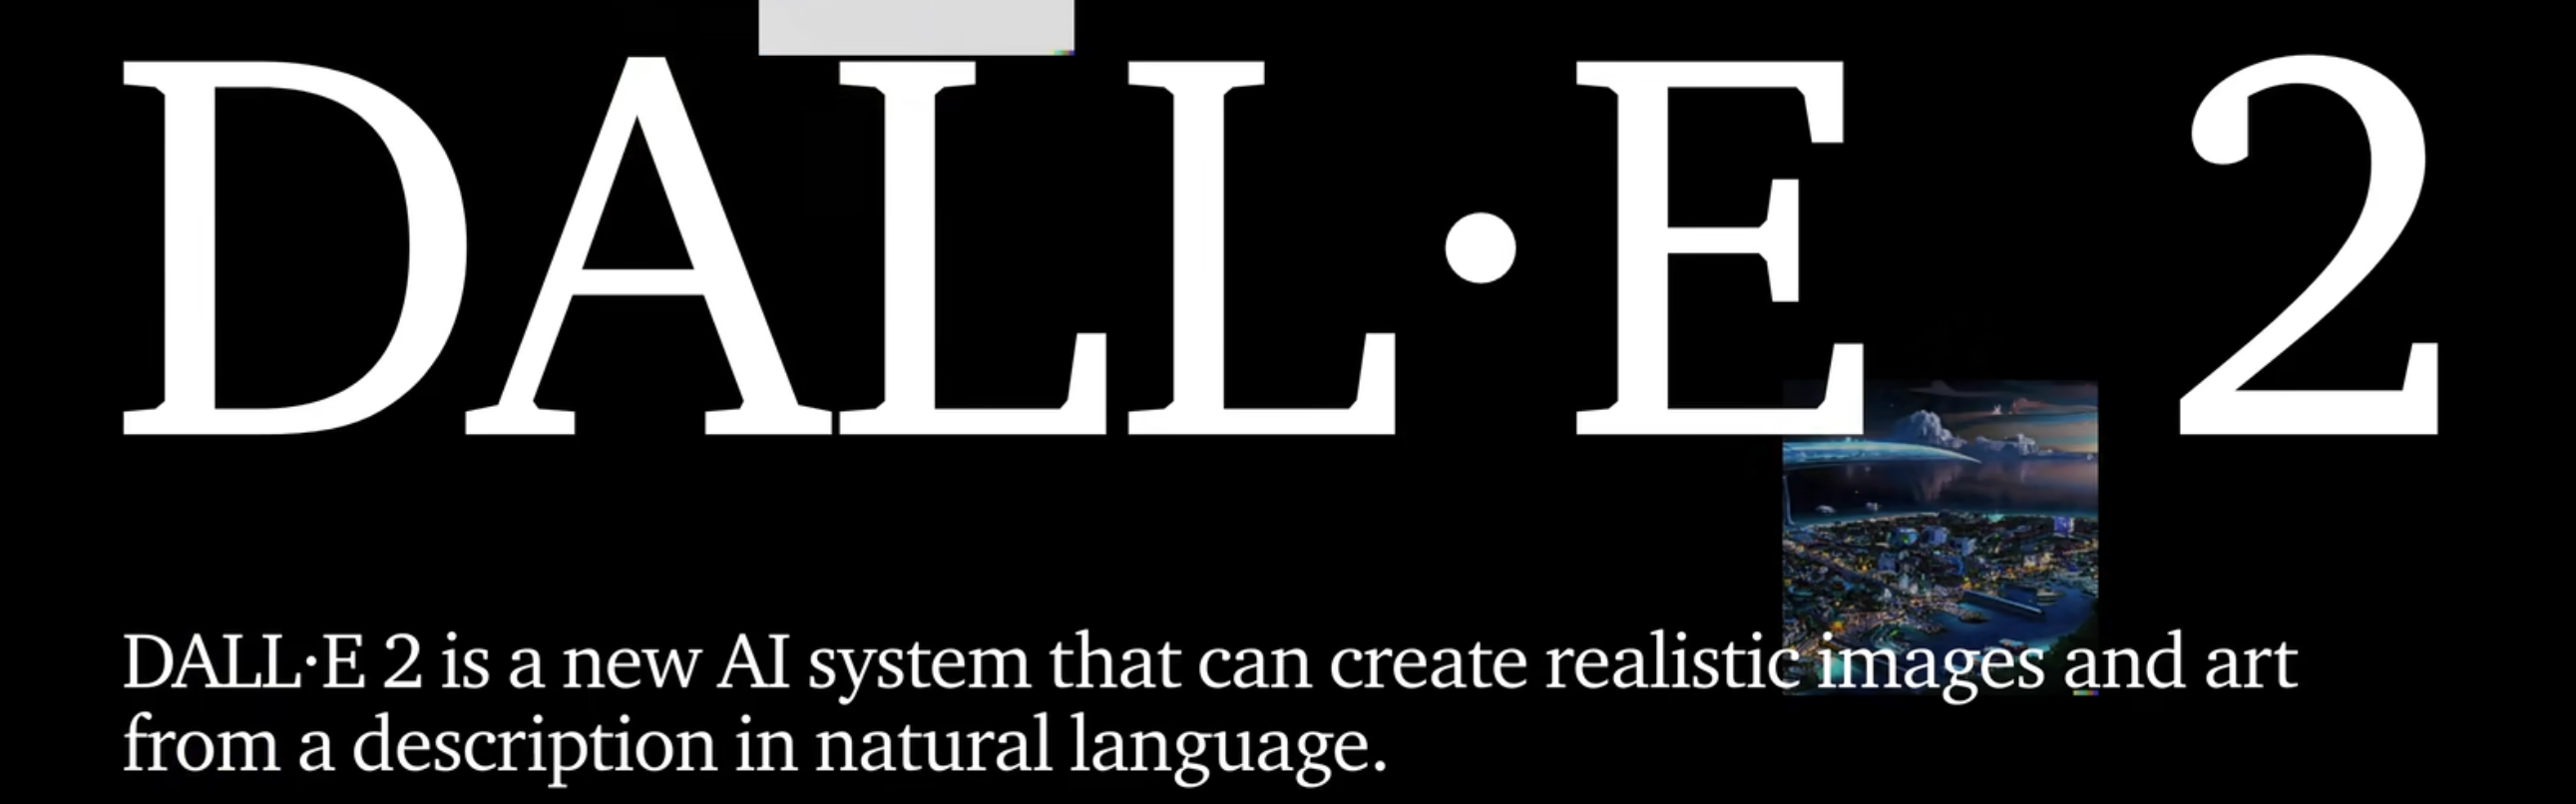 DALL·E 2
DALL·E 2 is a new AI system that can create realistic images and art
from a description in natural language.